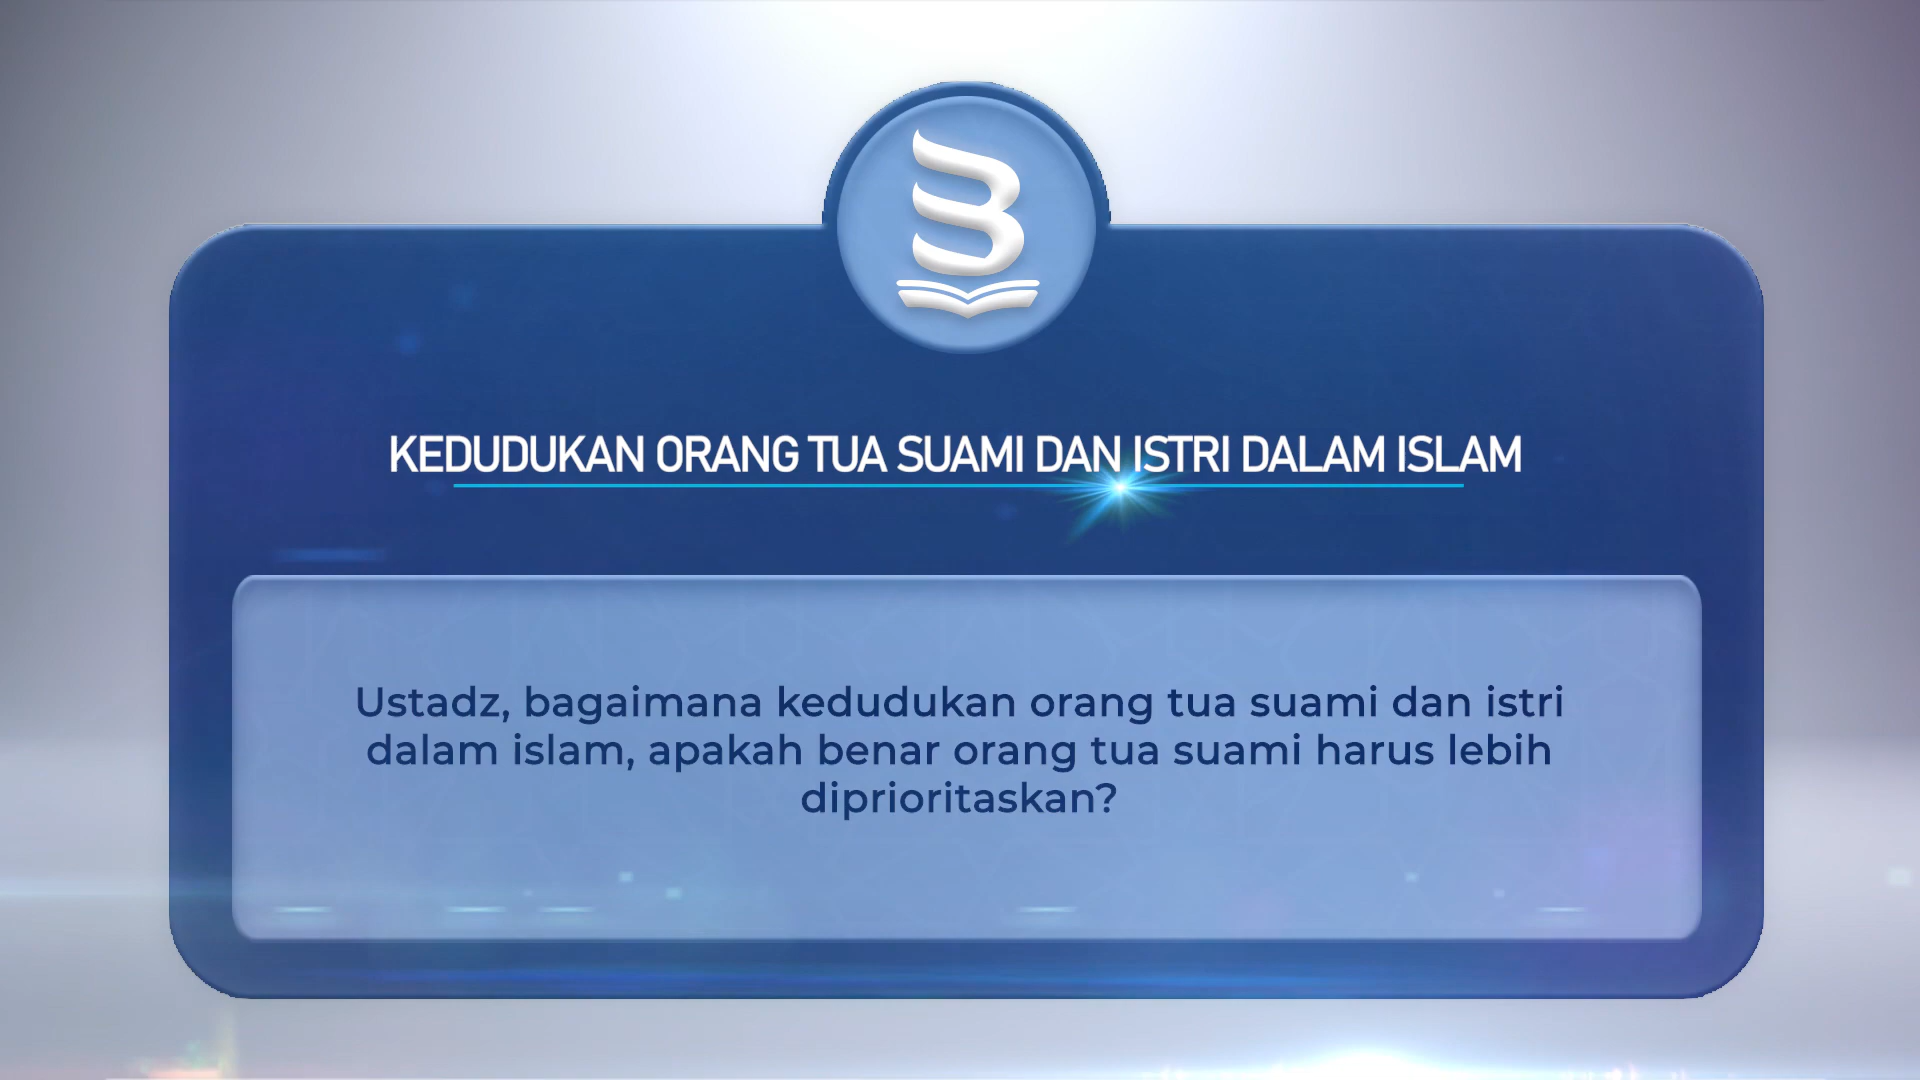 KEDUDUKAN ORANG TUA SUAMI DAN ISTRI DALAM ISLAM
Ustadz, bagaimana kedudukan orang tua suami dan istri
dalam islam, apakah benar orang tua suami harus lebih
diprioritaskan?